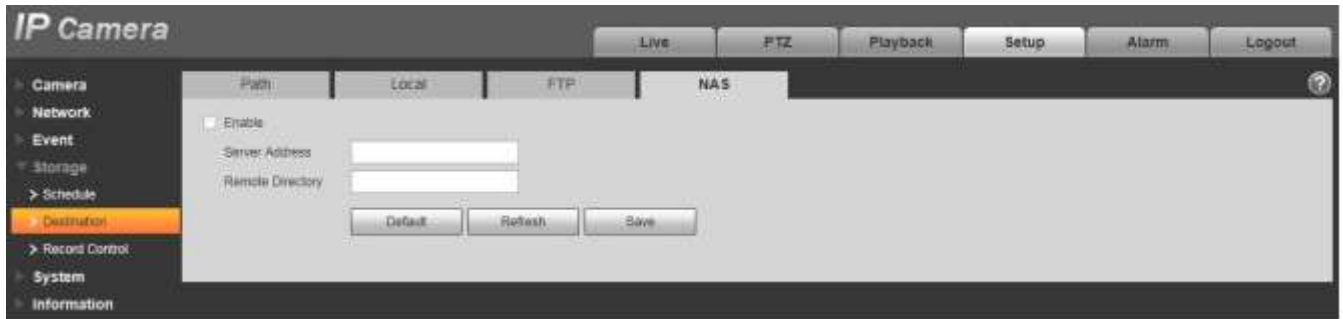 IP Camera
Live PTZ Playback Setup Alarm Logout
Camera Path Local FTP NAS ?
Network
Enable
Event
Server Address
Storage
Remote Directory
> Schedule
> Destination Default Refresh Save
> Record Control
System
Information